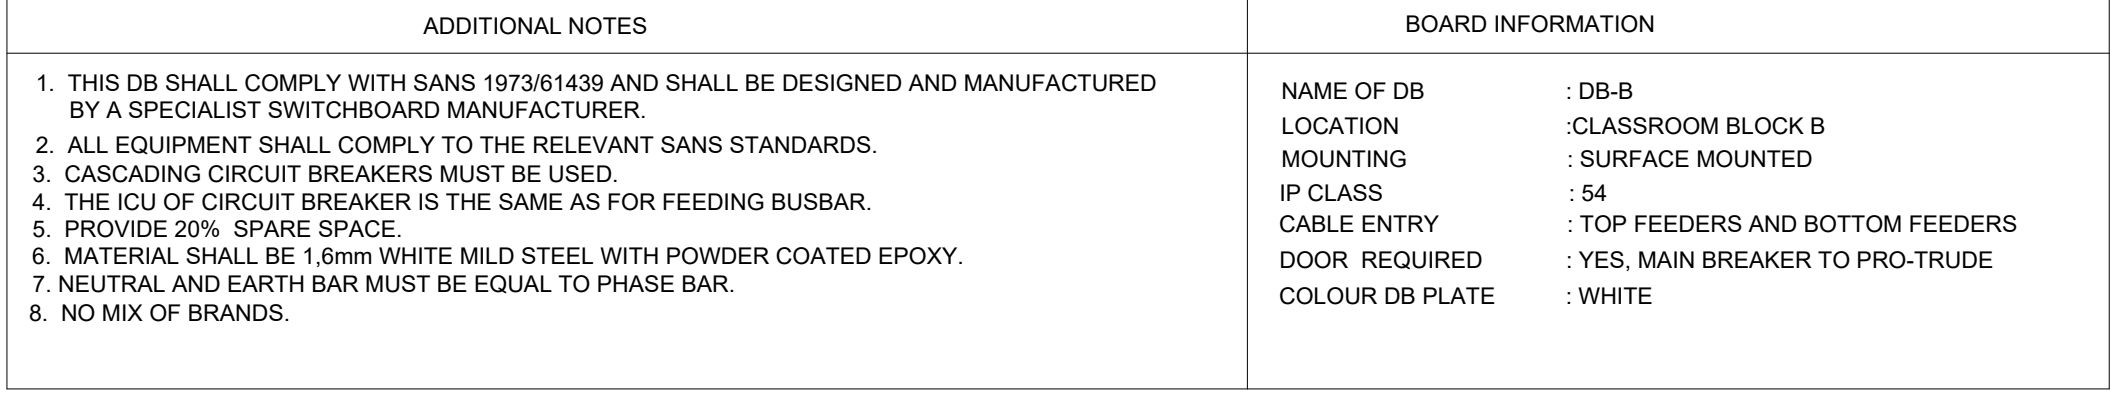 ADDITIONAL NOTES
1. THIS DB SHALL COMPLY WITH SANS 1973/61439 AND SHALL BE DESIGNED AND MANUFACTURED
BY A SPECIALIST SWITCHBOARD MANUFACTURER.
2. ALL EQUIPMENT SHALL COMPLY TO THE RELEVANT SANS STANDARDS.
3. CASCADING CIRCUIT BREAKERS MUST BE USED.
4. THE ICU OF CIRCUIT BREAKER IS THE SAME AS FOR FEEDING BUSBAR.
5. PROVIDE 20% SPARE SPACE.
6. MATERIAL SHALL BE 1,6mm WHITE MILD STEEL WITH POWDER COATED EPOXY.
7. NEUTRAL AND EARTH BAR MUST BE EQUAL TO PHASE BAR.
8. NO MIX OF BRANDS.
BOARD INFORMATION
NAME OF DB : DB-B
LOCATION :CLASSROOM BLOCK B
MOUNTING : SURFACE MOUNTED
IP CLASS : 54
CABLE ENTRY : TOP FEEDERS AND BOTTOM FEEDERS
DOOR REQUIRED : YES, MAIN BREAKER TO PRO-TRUDE
COLOUR DB PLATE : WHITE